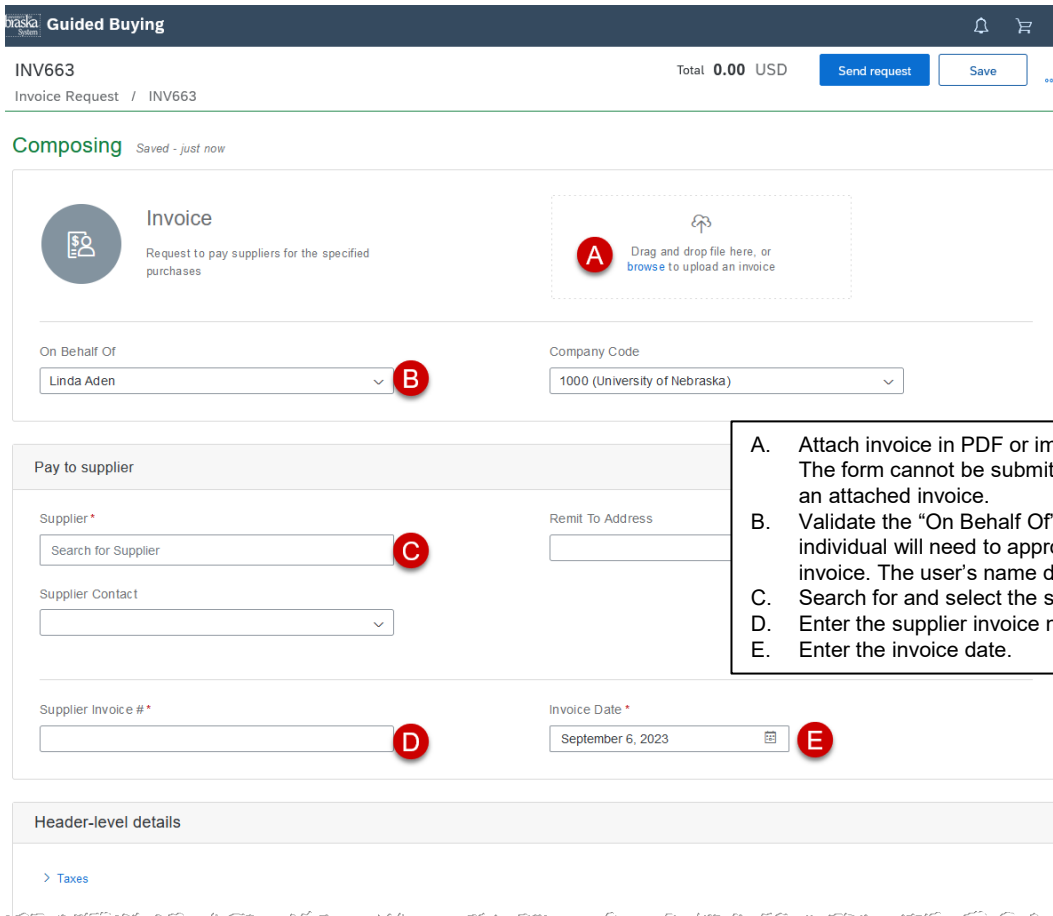 Guided Buying
INV663
Total 0.00 USD
Send request
Save
Invoice Request / INV663
Composing Saved - just now
Invoice
Request to pay suppliers for the specified
purchases
A
Drag and drop file here, or
browse to upload an invoice
On Behalf Of
Linda Aden
B
Company Code
1000 (University of Nebraska)
Pay to supplier
Supplier*
Search for Supplier
C
Remit To Address
Supplier Contact
A. Attach invoice in PDF or im
The form cannot be submit
an attached invoice.
B. Validate the “On Behalf Of”
individual will need to appro
invoice. The user’s name d
C. Search for and select the s
D. Enter the supplier invoice n
E. Enter the invoice date.
Supplier Invoice #*
D
Invoice Date*
September 6, 2023
E
Header-level details
> Taxes